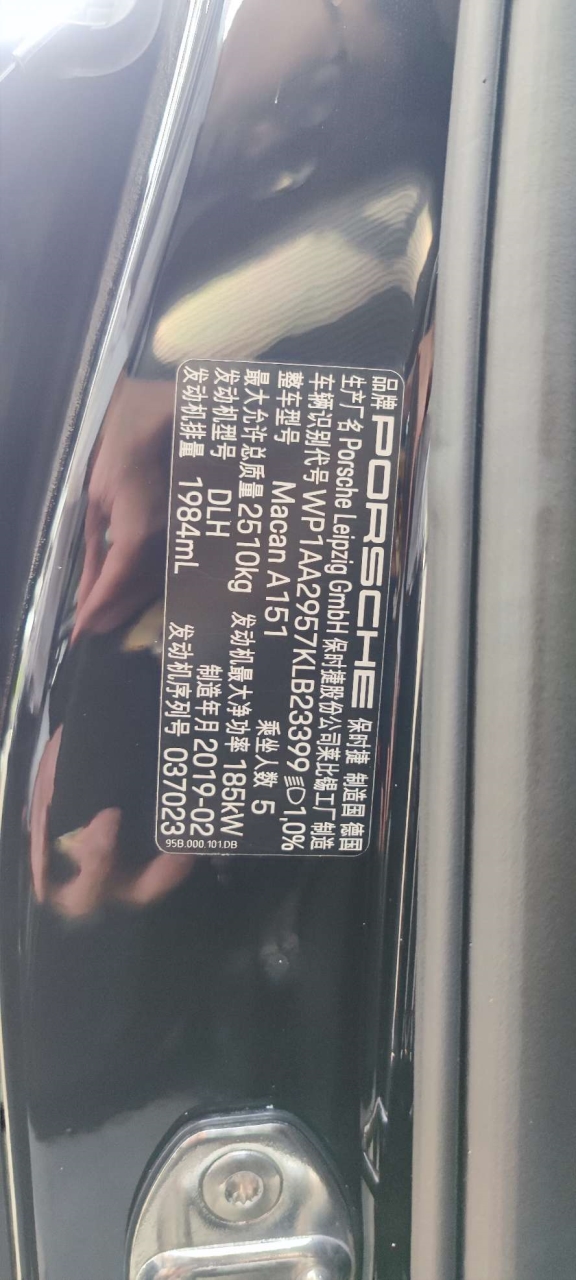 品牌 PORSCHE 保时捷 制造国 德国
生产厂名 Porsche Leipzig GmbH 保时捷股份公司莱比锡工厂制造
车辆识别代号 WP1AA2957KLB23399 1,0%
整车型号 Macan A151 乘坐人数 5
最大允许总质量 2510kg 发动机最大净功率 185kW
发动机型号 DLH 制造年月 2019-02
发动机排量 1984mL 发动机序列号 037023
95B.000.101.DB